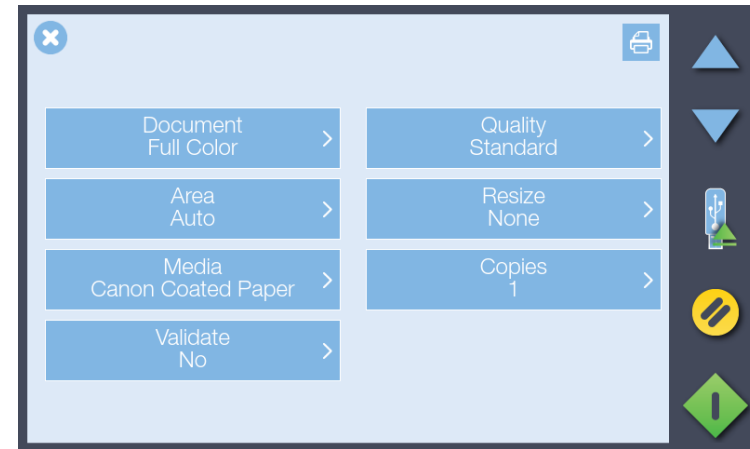 Document
Full Color
Quality
Standard
Area
Auto
Resize
None
Media
Canon Coated Paper
Copies
1
Validate
No